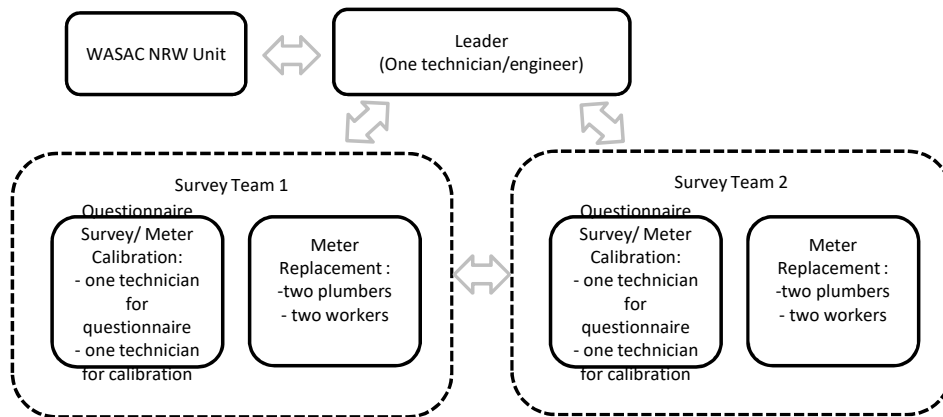 WASAC NRW Unit
Leader
(One technician/engineer)
Survey Team 1
Questionnaire
Survey/ Meter
Calibration:
- one technician
for
questionnaire
- one technician
for calibration
Meter
Replacement :
-two plumbers
- two workers
Survey Team 2
Questionnaire
Survey/ Meter
Calibration:
- one technician
for
questionnaire
- one technician
for calibration
Meter
Replacement :
-two plumbers
- two workers